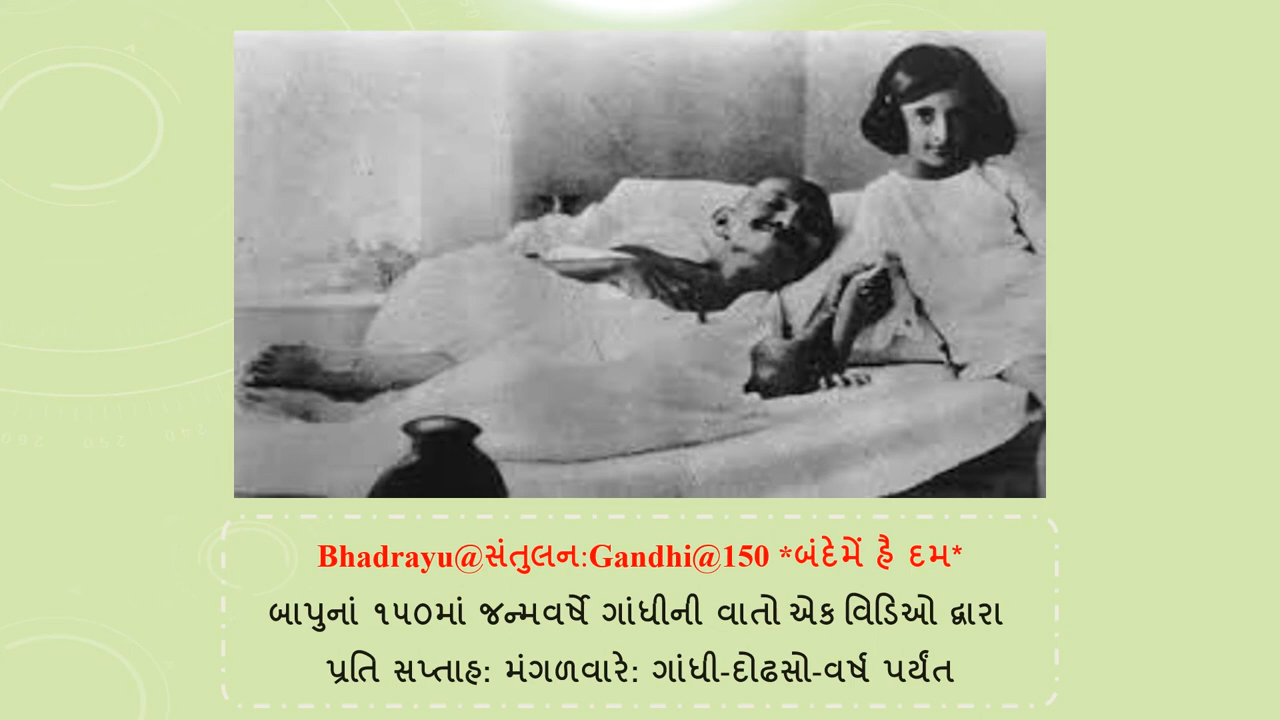 Bhadrayu@સંતુલન:Gandhi@150 *બંદેમેં હૈ દમ*
બાપુનાં ૧૫૦માં જન્મવર્ષે ગાંધીની વાતો એક વિડિઓ દ્વારા
પ્રતિ સપ્તાહ: મંગળવારે: ગાંધી-દોઢસો-વર્ષ પર્યંત